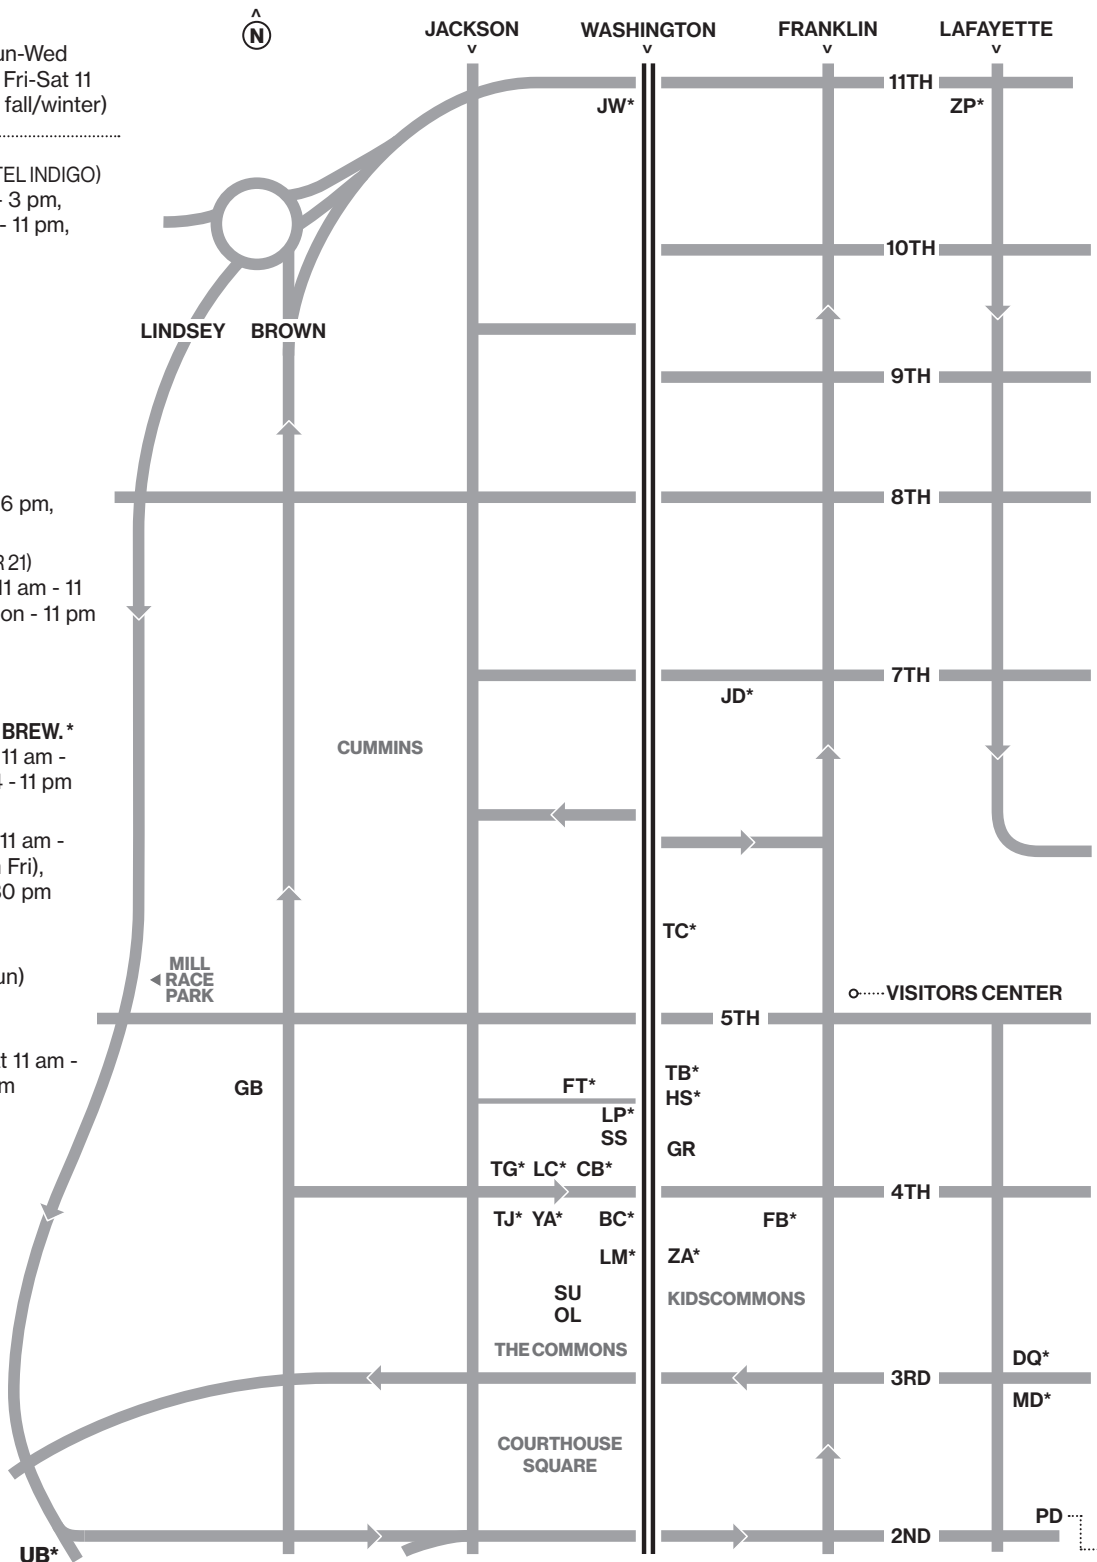 N
JACKSON
WASHINGTON
FRANKLIN
LAFAYETTE
un-Wed
Fri-Sat 11
fall/winter)
TEL INDIGO)
- 3 pm,
- 11 pm,
6 pm,
R 21)
11 am - 11
on - 11 pm
BREW. *
11 am -
- 11 pm
11 am -
Fri),
30 pm
un)
at 11 am -
m
11TH
JW*
ZP*
10TH
LINDSEY
BROWN
9TH
8TH
7TH
JD*
CUMMINS
TC*
MILL
RACE
PARK
VISITORS CENTER
5TH
GB
FT*
TB*
HS*
LP*
SS
GR
TG* LC* CB*
4TH
TJ* YA* BC*
FB*
LM*
ZA*
SU
OL
KIDSCOMMONS
THE COMMONS
DQ*
3RD
MD*
COURTHOUSE
SQUARE
PD
2ND
UB*